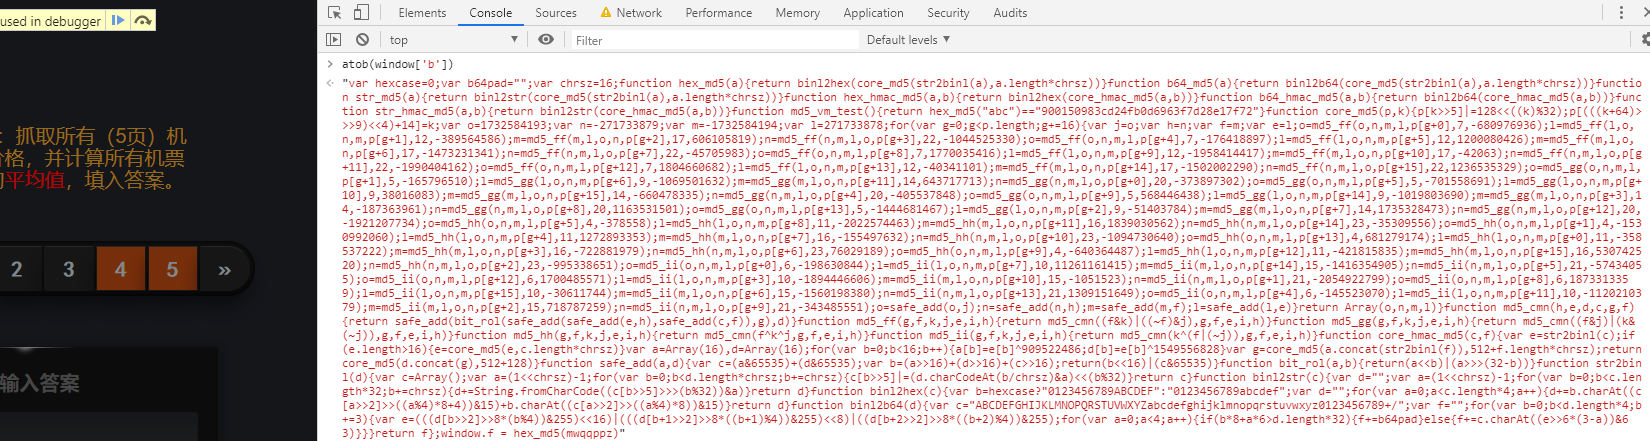 used in debugger
Elements Console Sources Network Performance Memory Application Security Audits
top Filter Default levels
atob(window['b'])
"var hexcase=0;var b64pad="";var chrsz=16;function hex_md5(a){return binl2hex(core_md5(str2binl(a),a.length*chrsz))}function b64_md5(a){return binl2b64(core_md5(str2binl(a),a.length*chrsz))}functio
n str_md5(a){return binl2str(core_md5(str2binl(a),a.length*chrsz))}function hex_hmac_md5(a,b){return binl2hex(core_hmac_md5(a,b))}function b64_hmac_md5(a,b){return binl2b64(core_hmac_md5(a,b))}func
tion str_hmac_md5(a,b){return binl2str(core_hmac_md5(a,b))}function md5_vm_test(){return hex_md5("abc")=="900150983cd24fb0d6963f7d28e17f72"}function core_md5(p,k){p[k>>5]|=128<<((k)%32);p[(((k+64)>
>>9)<<4)+14]=k;var o=1732584193;var n=-271733879;var m=-1732584194;var l=271733878;for(var g=0;g<p.length;g+=16){var j=o;var h=n;var f=m;var e=l;o=md5_ff(o,n,m,l,p[g+0],7,-680976936);l=md5_ff(l,o,
n,m,p[g+1],12,-389564586);m=md5_ff(m,l,o,n,p[g+2],17,606105819);n=md5_ff(n,m,l,o,p[g+3],22,-1044525330);o=md5_ff(o,n,m,l,p[g+4],7,-176418897);l=md5_ff(l,o,n,m,p[g+5],12,1200080426);m=md5_ff(m,l,o,
n,p[g+6],17,-1473231341);n=md5_ff(n,m,l,o,p[g+7],22,-45705983);o=md5_ff(o,n,m,l,p[g+8],7,1770035416);l=md5_ff(l,o,n,m,p[g+9],12,-1958414417);m=md5_ff(m,l,o,n,p[g+10],17,-42063);n=md5_ff(n,m,l,o,p[g
+11],22,-1990404162);o=md5_ff(o,n,m,l,p[g+12],7,1804660682);l=md5_ff(l,o,n,m,p[g+13],12,-40341101);m=md5_ff(m,l,o,n,p[g+14],17,-1502002290);n=md5_ff(n,m,l,o,p[g+15],22,1236535329);o=md5_gg(o,n,m,l,
p[g+1],5,-165796510);l=md5_gg(l,o,n,m,p[g+6],9,-1069501632);m=md5_gg(m,l,o,n,p[g+11],14,643717713);n=md5_gg(n,m,l,o,p[g+0],20,-373897302);o=md5_gg(o,n,m,l,p[g+5],5,-701558691);l=md5_gg(l,o,n,m,p[g+
10],9,38016083);m=md5_gg(m,l,o,n,p[g+15],14,-660478335);n=md5_gg(n,m,l,o,p[g+4],20,-405537848);o=md5_gg(o,n,m,l,p[g+9],5,568446438);l=md5_gg(l,o,n,m,p[g+14],9,-1019803690);m=md5_gg(m,l,o,n,p[g+3],1
4,-187363961);n=md5_gg(n,m,l,o,p[g+8],20,1163531501);o=md5_gg(o,n,m,l,p[g+13],5,-1444681467);l=md5_gg(l,o,n,m,p[g+2],9,-51403784);m=md5_gg(m,l,o,n,p[g+7],14,1735328473);n=md5_gg(n,m,l,o,p[g+12],20,
-1921207734);o=md5_hh(o,n,m,l,p[g+5],4,-378558);l=md5_hh(l,o,n,m,p[g+8],11,-2022574463);m=md5_hh(m,l,o,n,p[g+11],16,1839030562);n=md5_hh(n,m,l,o,p[g+14],23,-35309556);o=md5_hh(o,n,m,l,p[g+1],4,-153
0992060);l=md5_hh(l,o,n,m,p[g+4],11,1272893353);m=md5_hh(m,l,o,n,p[g+7],16,-155497632);n=md5_hh(n,m,l,o,p[g+10],23,-1094730640);o=md5_hh(o,n,m,l,p[g+13],4,681279174);l=md5_hh(l,o,n,m,p[g+0],11,-358
537222);m=md5_hh(m,l,o,n,p[g+3],16,-722881979);n=md5_hh(n,m,l,o,p[g+6],23,76029189);o=md5_hh(o,n,m,l,p[g+9],4,-640364487);l=md5_hh(l,o,n,m,p[g+12],11,-421815835);m=md5_hh(m,l,o,n,p[g+15],16,5307425
20);n=md5_hh(n,m,l,o,p[g+2],23,-995338651);o=md5_ii(o,n,m,l,p[g+0],6,-198630844);l=md5_ii(l,o,n,m,p[g+7],10,11261161415);m=md5_ii(m,l,o,n,p[g+14],15,-1416354905);n=md5_ii(n,m,l,o,p[g+5],21,-5743405
5);o=md5_ii(o,n,m,l,p[g+12],6,1700485571);l=md5_ii(l,o,n,m,p[g+3],10,-1894446606);m=md5_ii(m,l,o,n,p[g+10],15,-1051523);n=md5_ii(n,m,l,o,p[g+1],21,-2054922799);o=md5_ii(o,n,m,l,p[g+8],6,187331335
9);l=md5_ii(l,o,n,m,p[g+15],10,-30611744);m=md5_ii(m,l,o,n,p[g+6],15,-1560198380);n=md5_ii(n,m,l,o,p[g+13],21,1309151649);o=md5_ii(o,n,m,l,p[g+4],6,-145523070);l=md5_ii(l,o,n,m,p[g+11],10,-11202103
79);m=md5_ii(m,l,o,n,p[g+2],15,718787259);n=md5_ii(n,m,l,o,p[g+9],21,-343485551);o=safe_add(o,j);n=safe_add(n,h);m=safe_add(m,f);l=safe_add(l,e)}return Array(o,n,m,l)}function md5_cmn(h,e,d,c,g,f)
{return safe_add(bit_rol(safe_add(safe_add(e,h),safe_add(c,f)),g),d)}function md5_ff(g,f,k,j,e,i,h){return md5_cmn((f&k)|((~f)&j),g,f,e,i,h)}function md5_gg(g,f,k,j,e,i,h){return md5_cmn((f&j)|(k&
(~j)),g,f,e,i,h)}function md5_hh(g,f,k,j,e,i,h){return md5_cmn(f^k^j,g,f,e,i,h)}function md5_ii(g,f,k,j,e,i,h){return md5_cmn(k^(f|(~j)),g,f,e,i,h)}function core_hmac_md5(c,f){var e=str2binl(c);if
(e.length>16){e=core_md5(e,c.length*chrsz)}var a=Array(16),d=Array(16);for(var b=0;b<16;b++){a[b]=e[b]^909522486;d[b]=e[b]^1549556828}var g=core_md5(a.concat(str2binl(f)),512+f.length*chrsz);return
core_md5(d.concat(g),512+128)}function safe_add(a,d){var c=(a&65535)+(d&65535);var b=(a>>16)+(d>>16)+(c>>16);return(b<<16)|(c&65535)}function bit_rol(a,b){return(a<<b)|(a>>>(32-b))}function str2bin
l(d){var c=Array();var a=(1<<chrsz)-1;for(var b=0;b<d.length*chrsz;b+=chrsz){c[b>>5]|=(d.charCodeAt(b/chrsz)&a)<<(b%32)}return c}function binl2str(c){var d="";var a=(1<<chrsz)-1;for(var b=0;b<c.len
gth*32;b+=chrsz){d+=String.fromCharCode((c[b>>5]>>>(b%32))&a)}return d}function binl2hex(c){var b=hexcase?"0123456789ABCDEF":"0123456789abcdef";var d="";for(var a=0;a<c.length*4;a++){d+=b.charAt((c
[a>>2]>>((a%4)*8+4))&15)+b.charAt((c[a>>2]>>((a%4)*8))&15)}return d}function binl2b64(d){var c="ABCDEFGHIJKLMNOPQRSTUVWXYZabcdefghijklmnopqrstuvwxyz0123456789+/";var f="";for(var b=0;b<d.length*4;b
+=3){var e=(((d[b>>2]>>8*(b%4))&255)<<16)|(((d[b+1>>2]>>8*((b+1)%4))&255)<<8)|((d[b+2>>2]>>8*((b+2)%4))&255);for(var a=0;a<4;a++){if(b*8+a*6>d.length*32){f+=b64pad}else{f+=c.charAt((e>>6*(3-a))&6
3)}}}return f};window.f = hex_md5(mwqqppz)"
：抓取所有（5页）机
格，并计算所有机票
平均值，填入答案。
2 3 4 5 »
输入答案